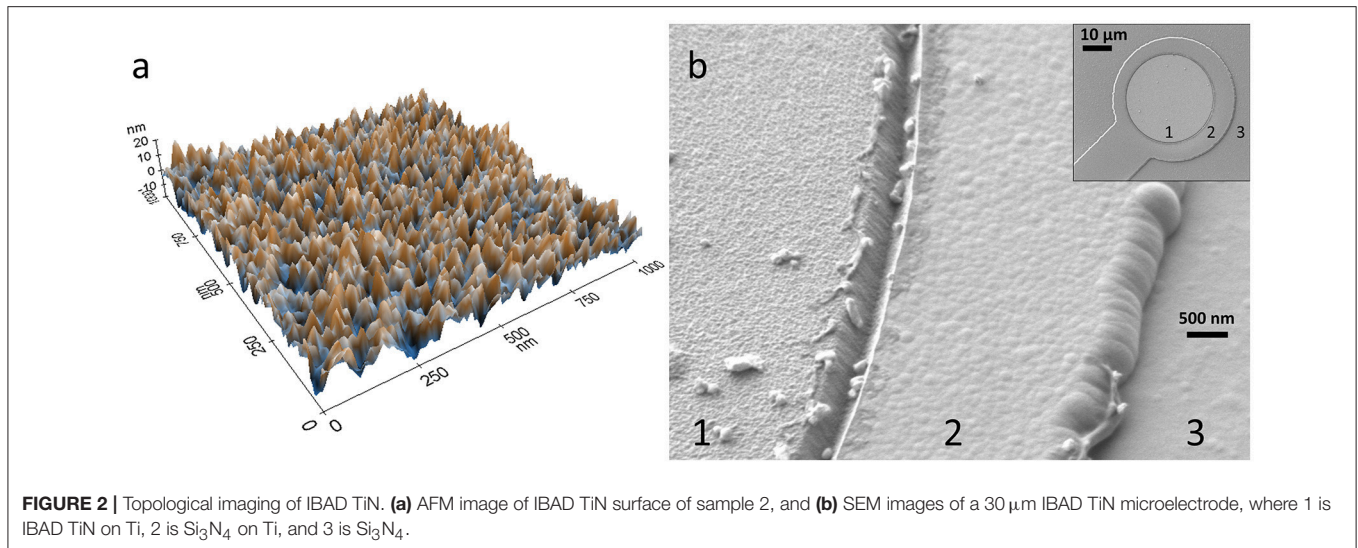 a
nm
20
10
0
-10
1000
750
500
nm
250
0
0
250
500
nm
750
1000
b
10 µm
1
2
3
500 nm
1
2
3
FIGURE 2 | Topological imaging of IBAD TiN. (a) AFM image of IBAD TiN surface of sample 2, and (b) SEM images of a 30 µm IBAD TiN microelectrode, where 1 is
IBAD TiN on Ti, 2 is Si₃N₄ on Ti, and 3 is Si₃N₄.